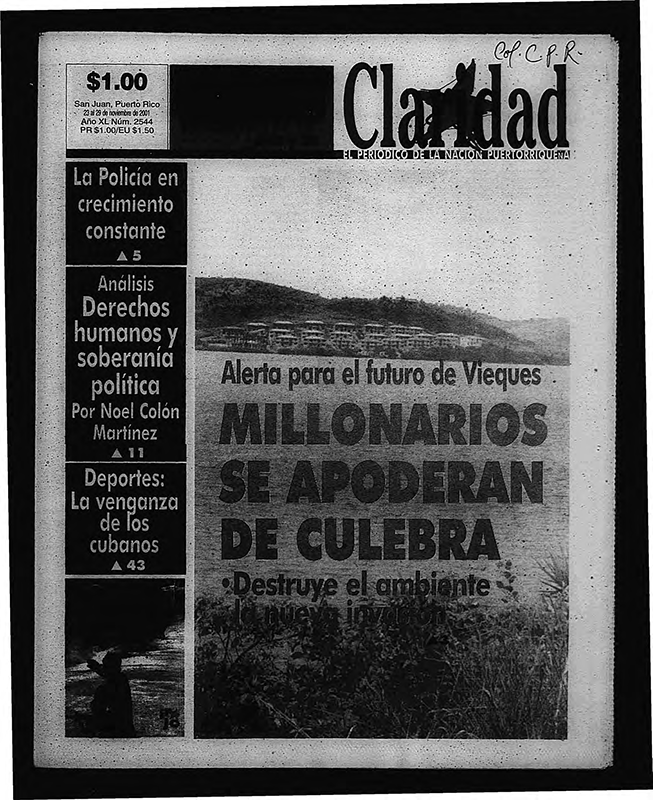 Col. C. P. R.
$1.00
San Juan, Puerto Rico
23 al 29 de noviembre de 2001
Año XL Núm. 2544
PR $1.00/EU $1.50
Claridad
EL PERIODICO DE LA NACION PUERTORRIQUEÑA
La Policía en
crecimiento
constante
▲ 5
Análisis
Derechos
humanos y
soberanía
política
Por Noel Colón
Martínez
▲ 11
Deportes:
La venganza
de los
cubanos
▲ 43
Alerta para el futuro de Vieques
MILLONARIOS
SE APODERAN
DE CULEBRA
•Destruye el ambiente
la nueva invasión